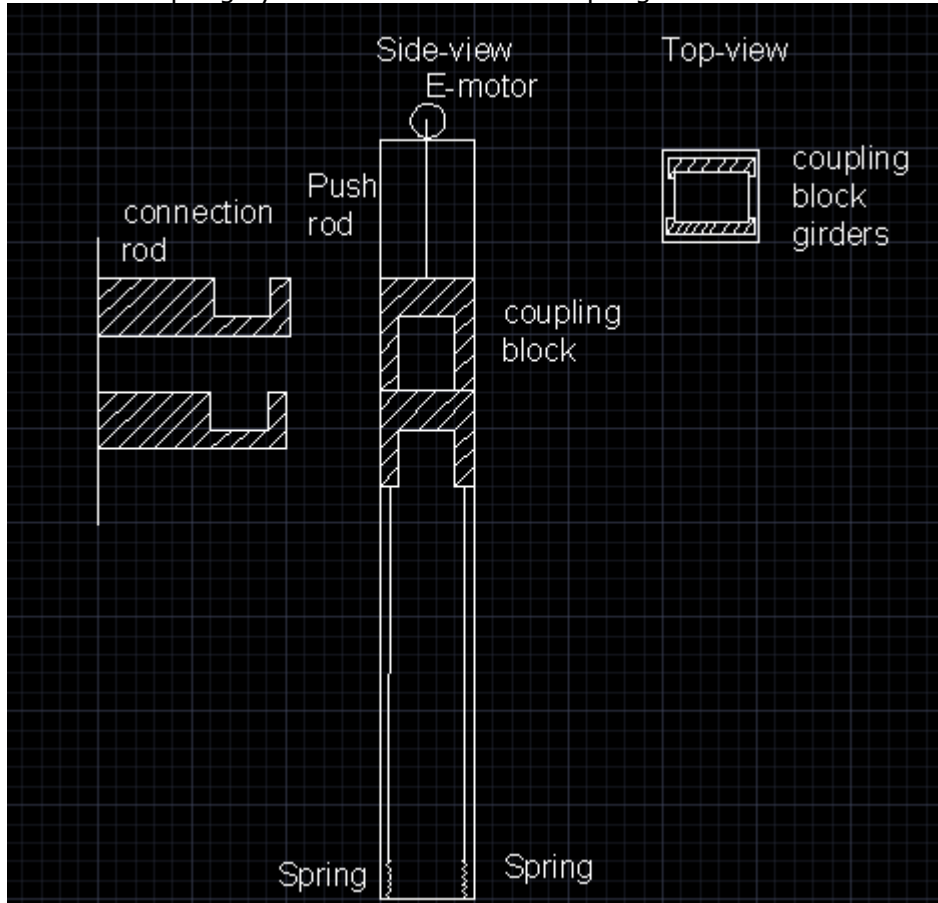 Side-view
Top-view
E-motor
Push
rod
connection
rod
coupling
block
girders
coupling
block
Spring
Spring